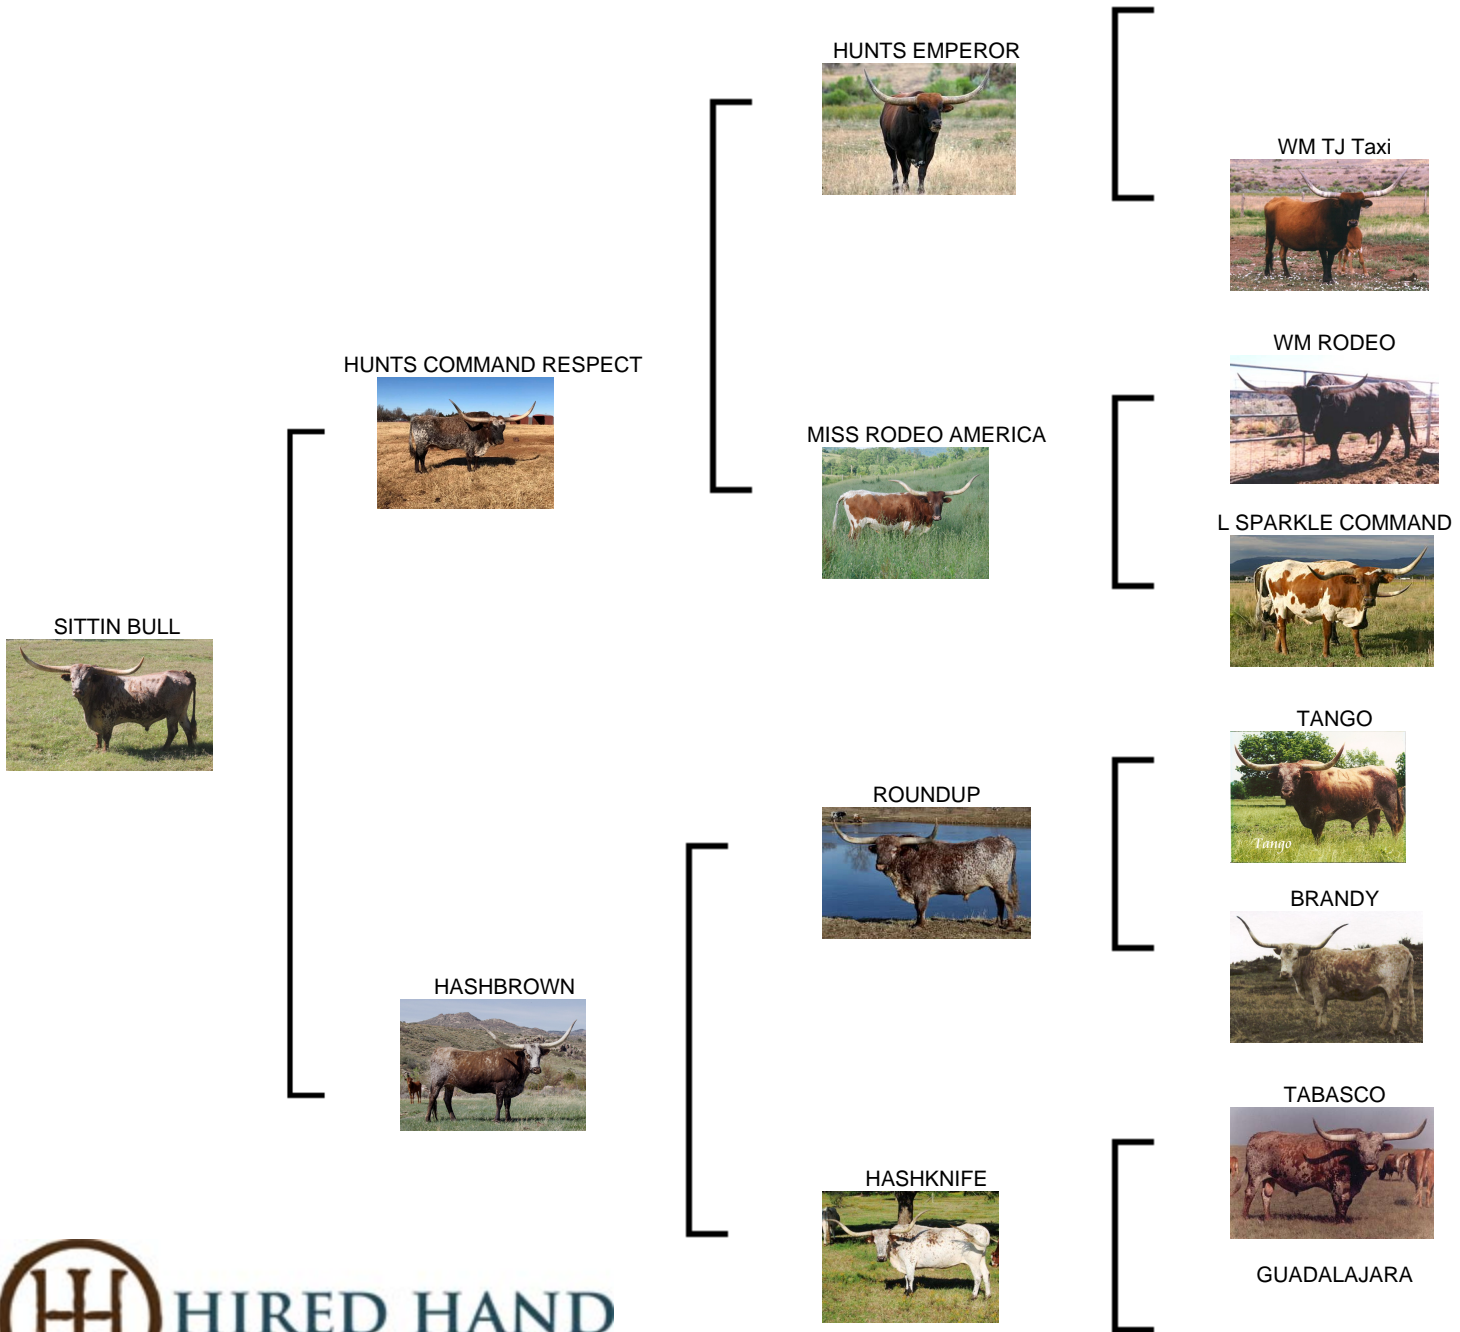 HUNTS EMPEROR
WM TJ Taxi
WM RODEO
HUNTS COMMAND RESPECT
MISS RODEO AMERICA
L SPARKLE COMMAND
SITTIN BULL
TANGO
Tango
ROUNDUP
BRANDY
HASHBROWN
TABASCO
HASHKNIFE
GUADALAJARA
HH HIRED HAND